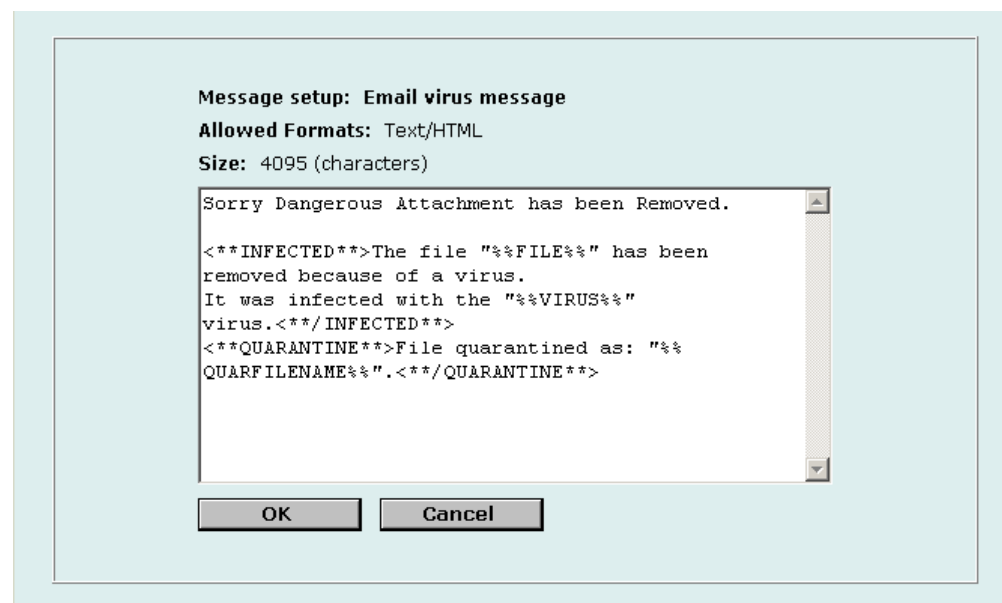 Message setup: Email virus message
Allowed Formats: Text/HTML
Size: 4095 (characters)
Sorry Dangerous Attachment has been Removed.
<**INFECTED**>The file "%%FILE%%" has been
removed because of a virus.
It was infected with the "%%VIRUS%%"
virus.<**/INFECTED**>
<**QUARANTINE**>File quarantined as: "%%
QUARFILENAME%%".<**/QUARANTINE**>
OK Cancel